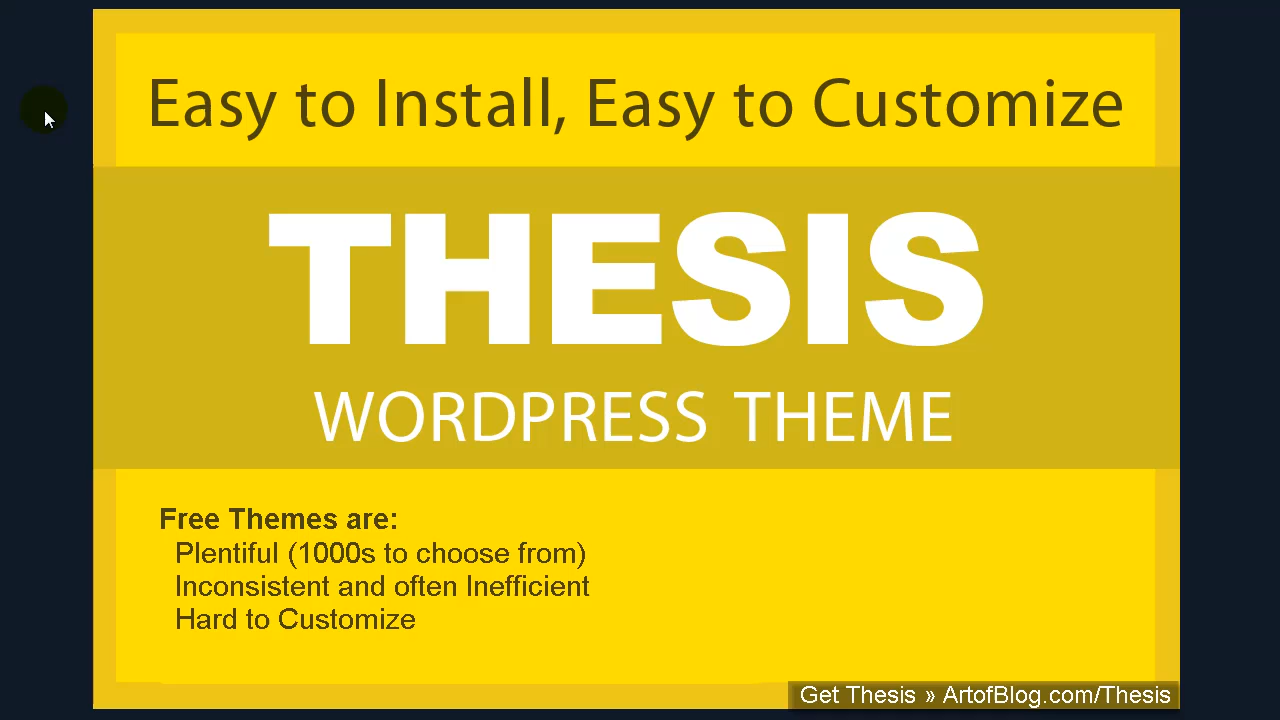 Easy to Install, Easy to Customize
THESIS
WORDPRESS THEME
Free Themes are:
Plentiful (1000s to choose from)
Inconsistent and often Inefficient
Hard to Customize
Get Thesis » ArtofBlog.com/Thesis